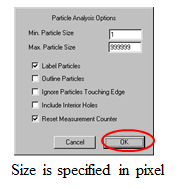 Particle Analysis Options
Min. Particle Size 1
Max. Particle Size 999999
Label Particles
Outline Particles
Ignore Particles Touching Edge
Include Interior Holes
Reset Measurement Counter
Cancel OK
Size is specified in pixel